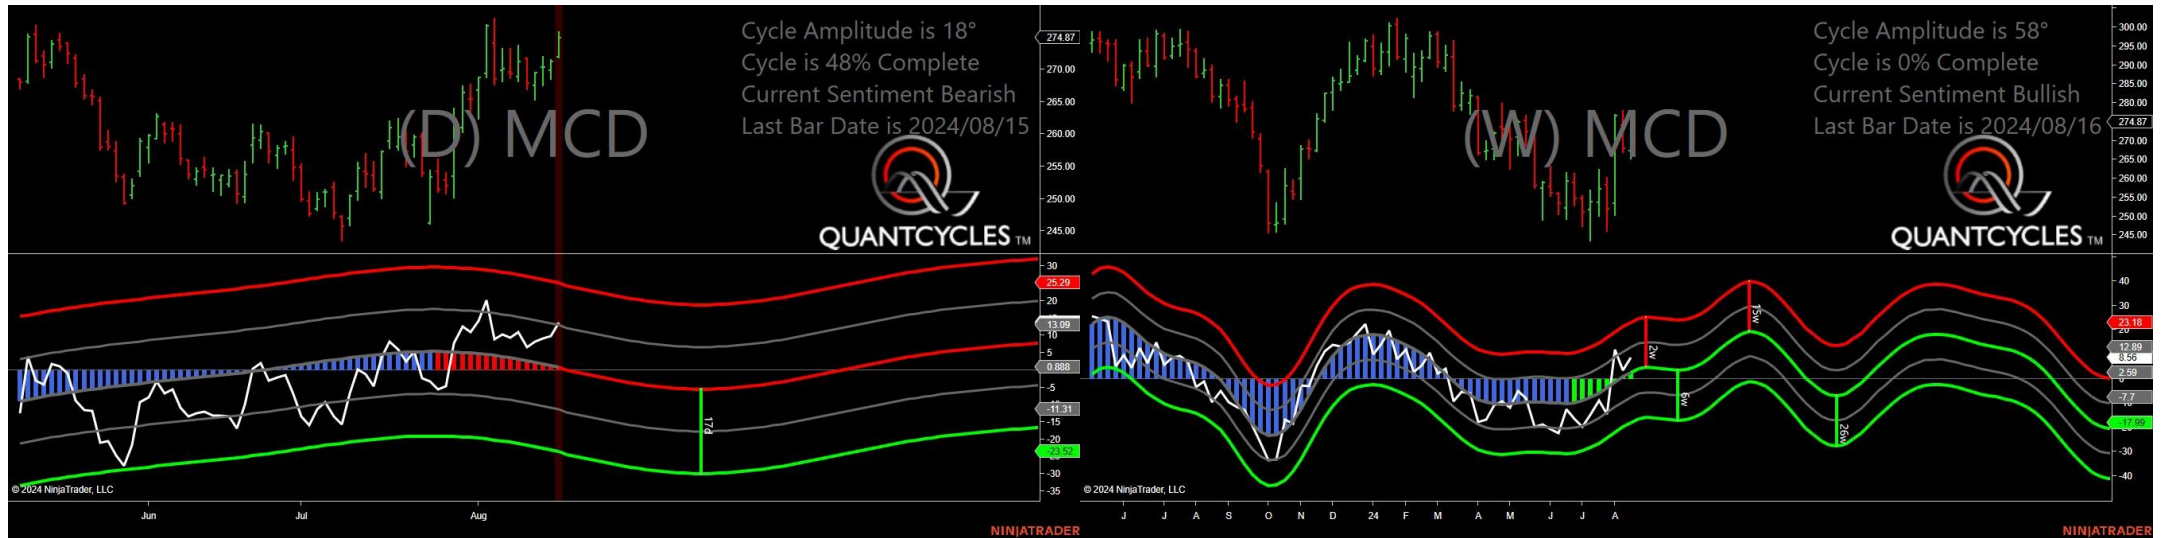 Cycle Amplitude is 18°
Cycle is 48% Complete
Current Sentiment Bearish
Last Bar Date is 2024/08/15
(D) MCD
QUANTCYCLES TM
274.87
270.00
265.00
260.00
255.00
250.00
245.00
30
25.29
20
13.09
10
5
0.888
-5
-11.31
-15
-20
-23.52
-30
-35
17d
© 2024 NinjaTrader, LLC
Jun Jul Aug
NINJATRADER
Cycle Amplitude is 58°
Cycle is 0% Complete
Current Sentiment Bullish
Last Bar Date is 2024/08/16
(W) MCD
QUANTCYCLES TM
300.00
295.00
290.00
285.00
280.00
274.87
270.00
265.00
260.00
255.00
250.00
245.00
40
30
23.18
20
12.89
8.56
2.59
-7.7
-17.99
-30
-40
2w
6w
15w
26w
© 2024 NinjaTrader, LLC
J J A S O N D 24 F M A M J J A
NINJATRADER